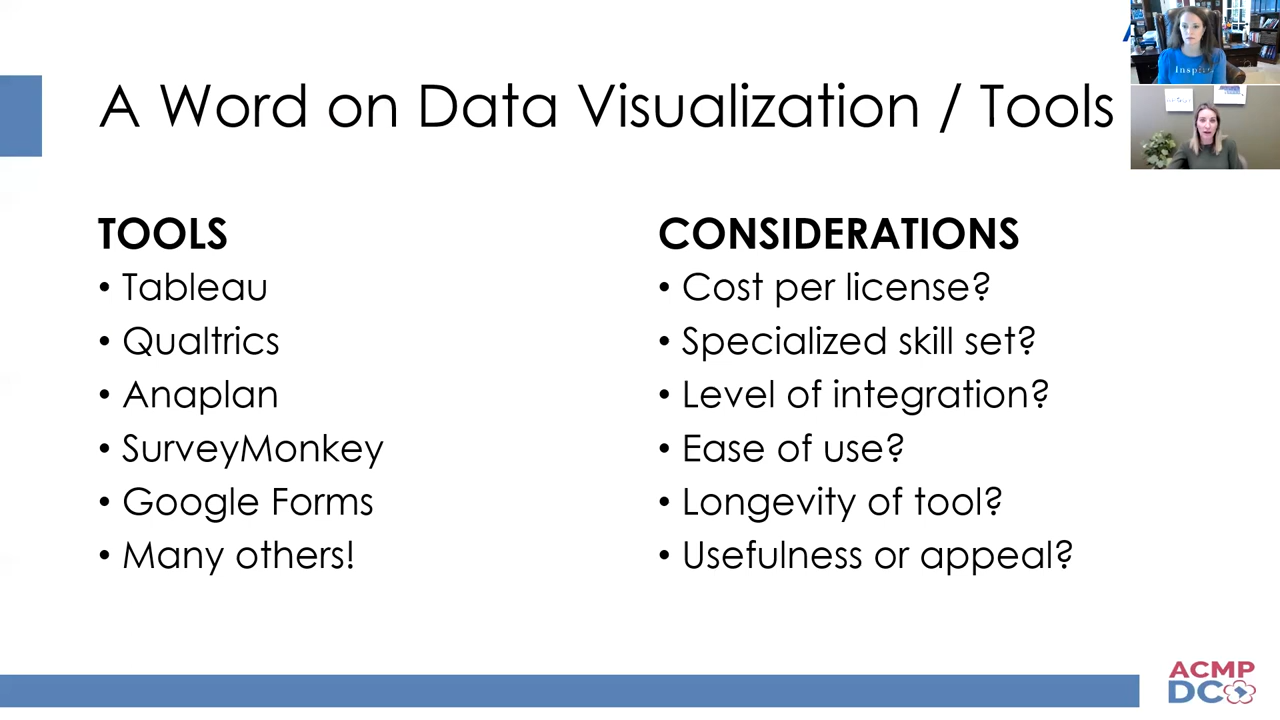 A Word on Data Visualization / Tools
Inspire
TOOLS
• Tableau
• Qualtrics
• Anaplan
• SurveyMonkey
• Google Forms
• Many others!
CONSIDERATIONS
• Cost per license?
• Specialized skill set?
• Level of integration?
• Ease of use?
• Longevity of tool?
• Usefulness or appeal?
ACMP
DC